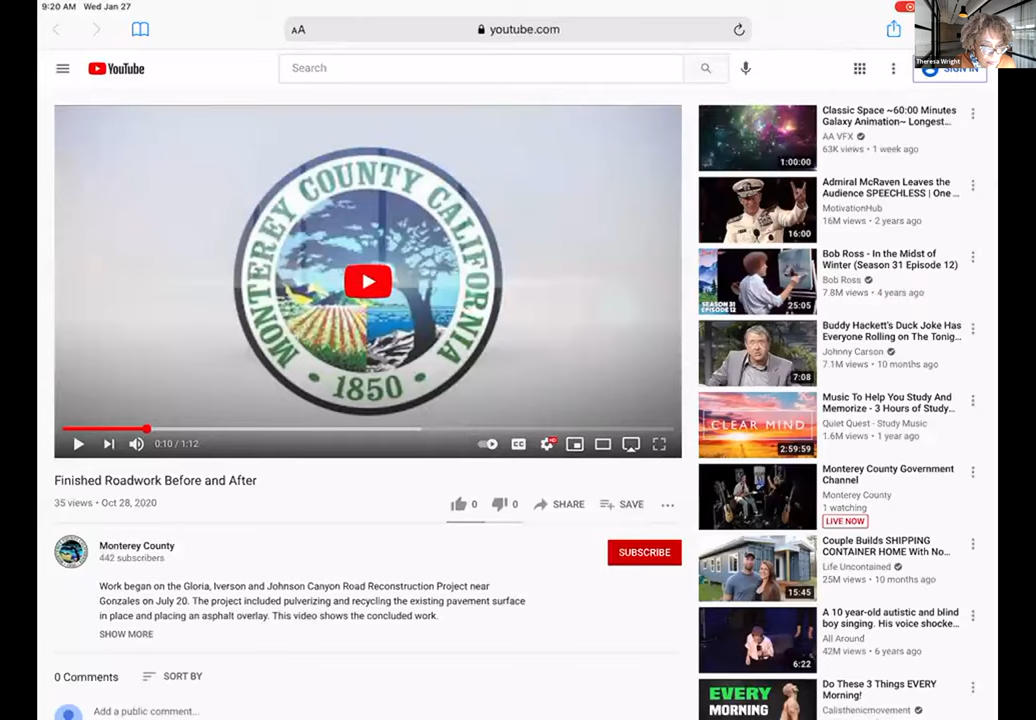 9:20 AM Wed Jan 27
AA
youtube.com
Theresa Wright
YouTube
Search
SIGN IN
MONTEREY COUNTY CALIFORNIA
1850
0:10 / 1:12
CC
HD
Finished Roadwork Before and After
35 views • Oct 28, 2020
0
0
SHARE
SAVE
Monterey County
442 subscribers
SUBSCRIBE
Work began on the Gloria, Iverson and Johnson Canyon Road Reconstruction Project near
Gonzales on July 20. The project included pulverizing and recycling the existing pavement surface
in place and placing an asphalt overlay. This video shows the concluded work.
SHOW MORE
0 Comments
SORT BY
Add a public comment...
1:00:00
Classic Space ~60:00 Minutes
Galaxy Animation~ Longest...
AA VFX
63K views • 1 week ago
16:00
Admiral McRaven Leaves the
Audience SPEECHLESS | One ...
MotivationHub
16M views • 2 years ago
SEASON 31
EPISODE 12
25:05
Bob Ross - In the Midst of
Winter (Season 31 Episode 12)
Bob Ross
7.8M views • 4 years ago
7:08
Buddy Hackett's Duck Joke Has
Everyone Rolling on The Tonig...
Johnny Carson
7.1M views • 10 months ago
CLEAR MIND
2:59:59
Music To Help You Study And
Memorize - 3 Hours of Study...
Quiet Quest - Study Music
1.6M views • 1 year ago
Monterey County Government
Channel
Monterey County
1 watching
LIVE NOW
15:45
Couple Builds SHIPPING
CONTAINER HOME With No...
Life Uncontained
25M views • 10 months ago
6:22
A 10 year-old autistic and blind
boy singing. His voice shocke...
All Around
42M views • 6 years ago
EVERY
MORNING
Do These 3 Things EVERY
Morning!
Calisthenicmovement